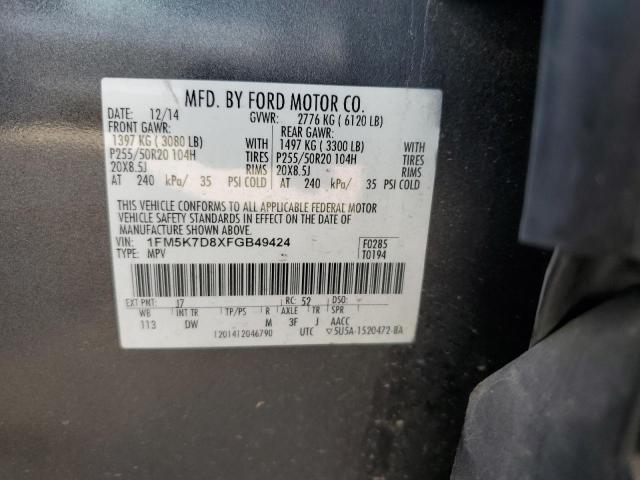 MFD. BY FORD MOTOR CO.
DATE: 12/14 GVWR: 2776 KG ( 6120 LB)
FRONT GAWR: REAR GAWR:
1397 KG ( 3080 LB) WITH 1497 KG ( 3300 LB) WITH
P255/50R20 104H TIRES P255/50R20 104H TIRES
20X8.5J RIMS 20X8.5J RIMS
AT 240 kPa/ 35 PSI COLD AT 240 kPa/ 35 PSI COLD
THIS VEHICLE CONFORMS TO ALL APPLICABLE FEDERAL MOTOR
VEHICLE SAFETY STANDARDS IN EFFECT ON THE DATE OF
MANUFACTURE SHOWN ABOVE.
VIN: 1FM5K7D8XFGB49424 F0285
TYPE: MPV T0194
EXT PNT: J7 RC: 52 DSO:
WB INT TR TP/PS R AXLE TR SPR
113 DW M 3F J AACC
1201412046790 UTC ▽5U5A-1520472-BA